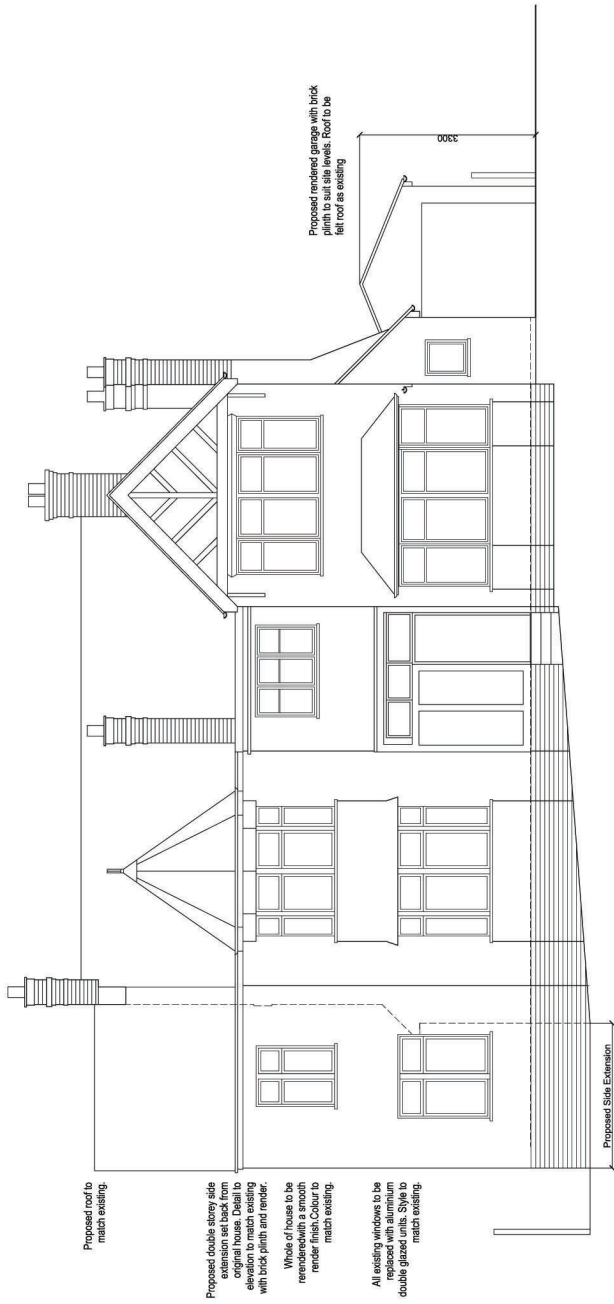 Proposed roof to
match existing.
Proposed double storey side
extension set back from
original house. Detail to
elevation to match existing
with brick plinth and render.
Whole of house to be
rerenderedwith a smooth
render finish.Colour to
match existing.
All existing windows to be
replaced with aluminium
double glazed units. Style to
match existing.
Proposed Side Extension
Proposed rendered garage with brick
plinth to suit site levels. Roof to be
felt roof as existing
3300